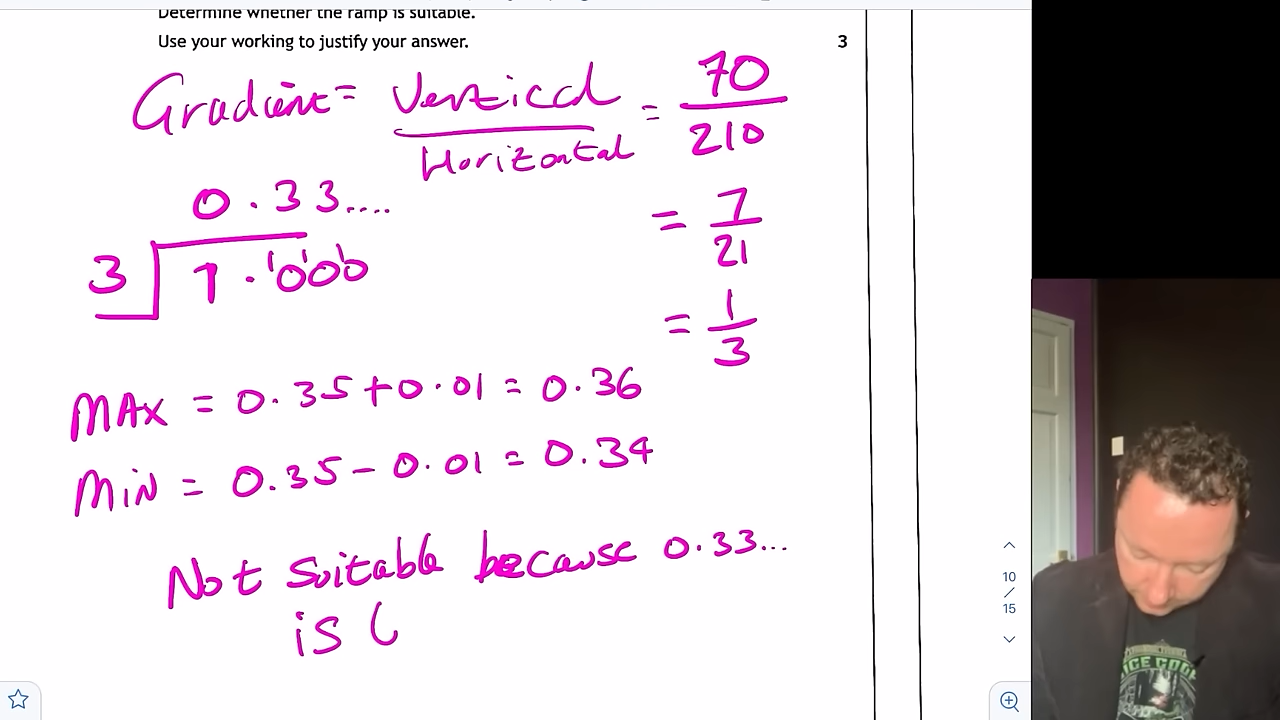 Determine whether the ramp is suitable.
Use your working to justify your answer. 3
Gradient = Vertical / Horizontal = 70 / 210
= 7 / 21
= 1 / 3
0.33....
3 1.¹0¹0¹0
MAX = 0.35 + 0.01 = 0.36
MiN = 0.35 - 0.01 = 0.34
Not suitable because 0.33...
is
10
/
15